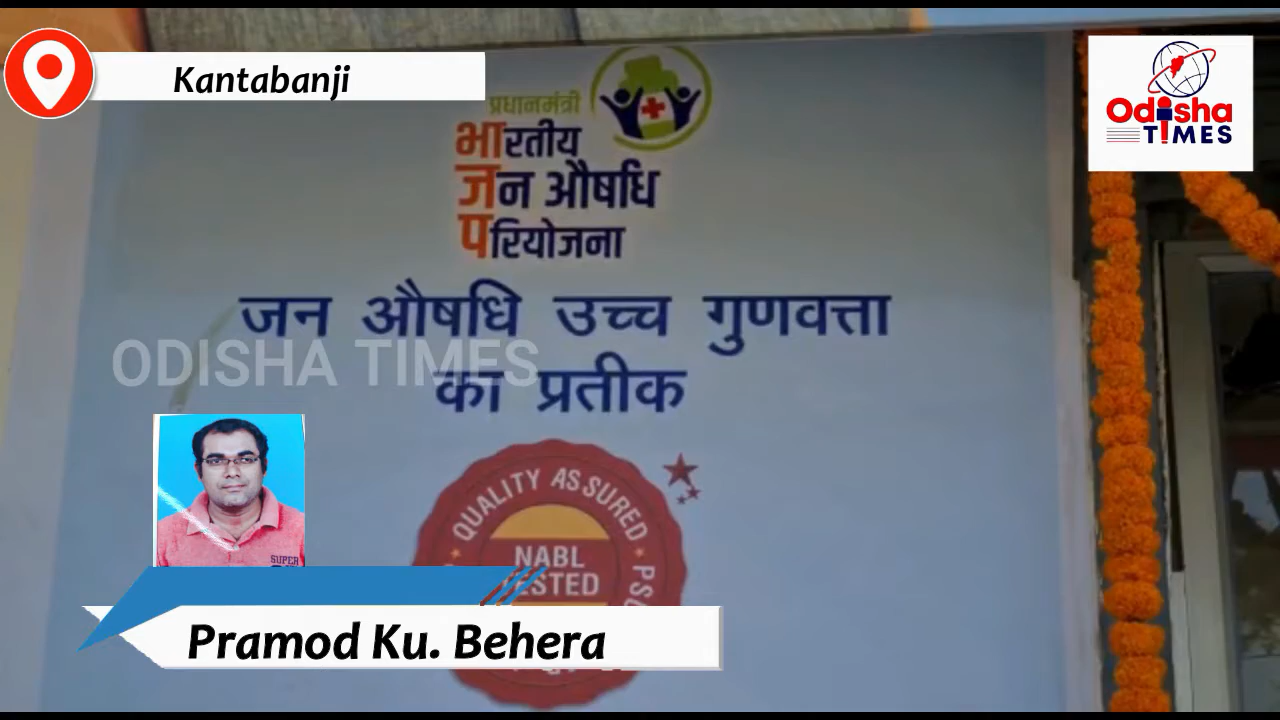 Kantabanji
Odisha
TIMES
प्रधानमंत्री
भारतीय
जन औषधि
परियोजना
जन औषधि उच्च गुणवत्ता
का प्रतीक
ODISHA TIMES
QUALITY ASSURED
NABL
TESTED
SUPER
Pramod Ku. Behera